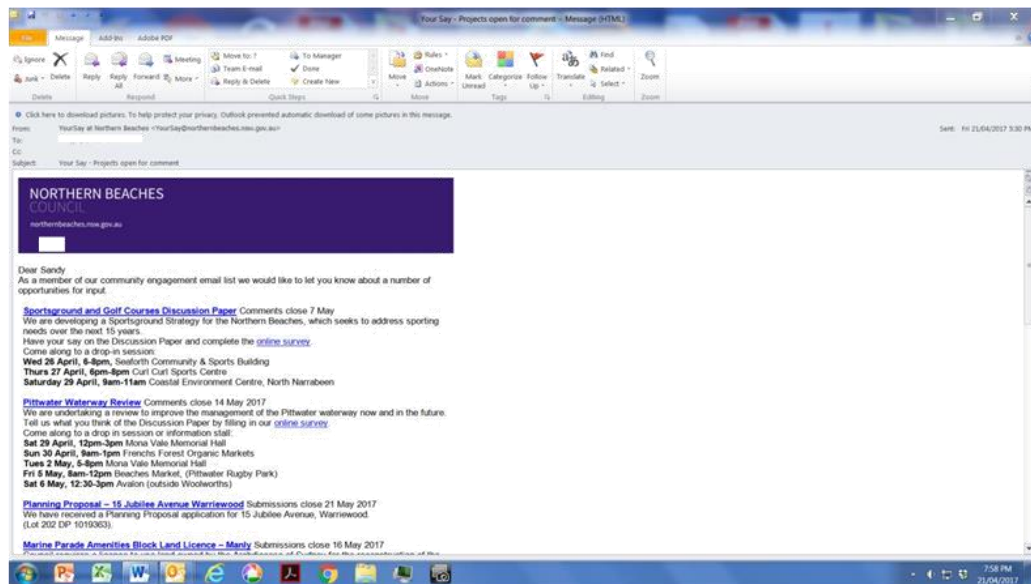 Your Say - Projects open for comment - Message (HTML)
File Message Add-Ins Adobe PDF
Ignore
Junk
Delete
Reply
Reply All
Forward
Meeting
More
Move to: ?
Team E-mail
Reply & Delete
To Manager
Done
Create New
Move
Rules
OneNote
Actions
Mark Unread
Categorize
Follow Up
Translate
Find
Related
Select
Zoom
Delete Respond Quick Steps Move Tags Editing Zoom
Click here to download pictures. To help protect your privacy, Outlook prevented automatic download of some pictures in this message.
From: YourSay at Northern Beaches <YourSay@northernbeaches.nsw.gov.au> Sent: Fri 21/04/2017 3:30 PM
To:
Cc:
Subject: Your Say - Projects open for comment
NORTHERN BEACHES
COUNCIL
northernbeaches.nsw.gov.au
Dear Sandy
As a member of our community engagement email list we would like to let you know about a number of
opportunities for input.
Sportsground and Golf Courses Discussion Paper Comments close 7 May
We are developing a Sportsground Strategy for the Northern Beaches, which seeks to address sporting
needs over the next 15 years.
Have your say on the Discussion Paper and complete the online survey.
Come along to a drop-in session:
Wed 26 April, 6-8pm, Seaforth Community & Sports Building
Thurs 27 April, 6pm-8pm Curl Curl Sports Centre
Saturday 29 April, 9am-11am Coastal Environment Centre, North Narrabeen
Pittwater Waterway Review Comments close 14 May 2017
We are undertaking a review to improve the management of the Pittwater waterway now and in the future.
Tell us what you think of the Discussion Paper by filling in our online survey.
Come along to a drop in session or information stall:
Sat 29 April, 12pm-3pm Mona Vale Memorial Hall
Sun 30 April, 9am-1pm Frenchs Forest Organic Markets
Tues 2 May, 5-8pm Mona Vale Memorial Hall
Fri 5 May, 8am-12pm Beaches Market, (Pittwater Rugby Park)
Sat 6 May, 12:30-3pm Avalon (outside Woolworths)
Planning Proposal – 15 Jubilee Avenue Warriewood Submissions close 21 May 2017
We have received a Planning Proposal application for 15 Jubilee Avenue, Warriewood.
(Lot 202 DP 1019363).
Marine Parade Amenities Block Land Licence – Manly Submissions close 16 May 2017
7:58 PM
21/04/2017